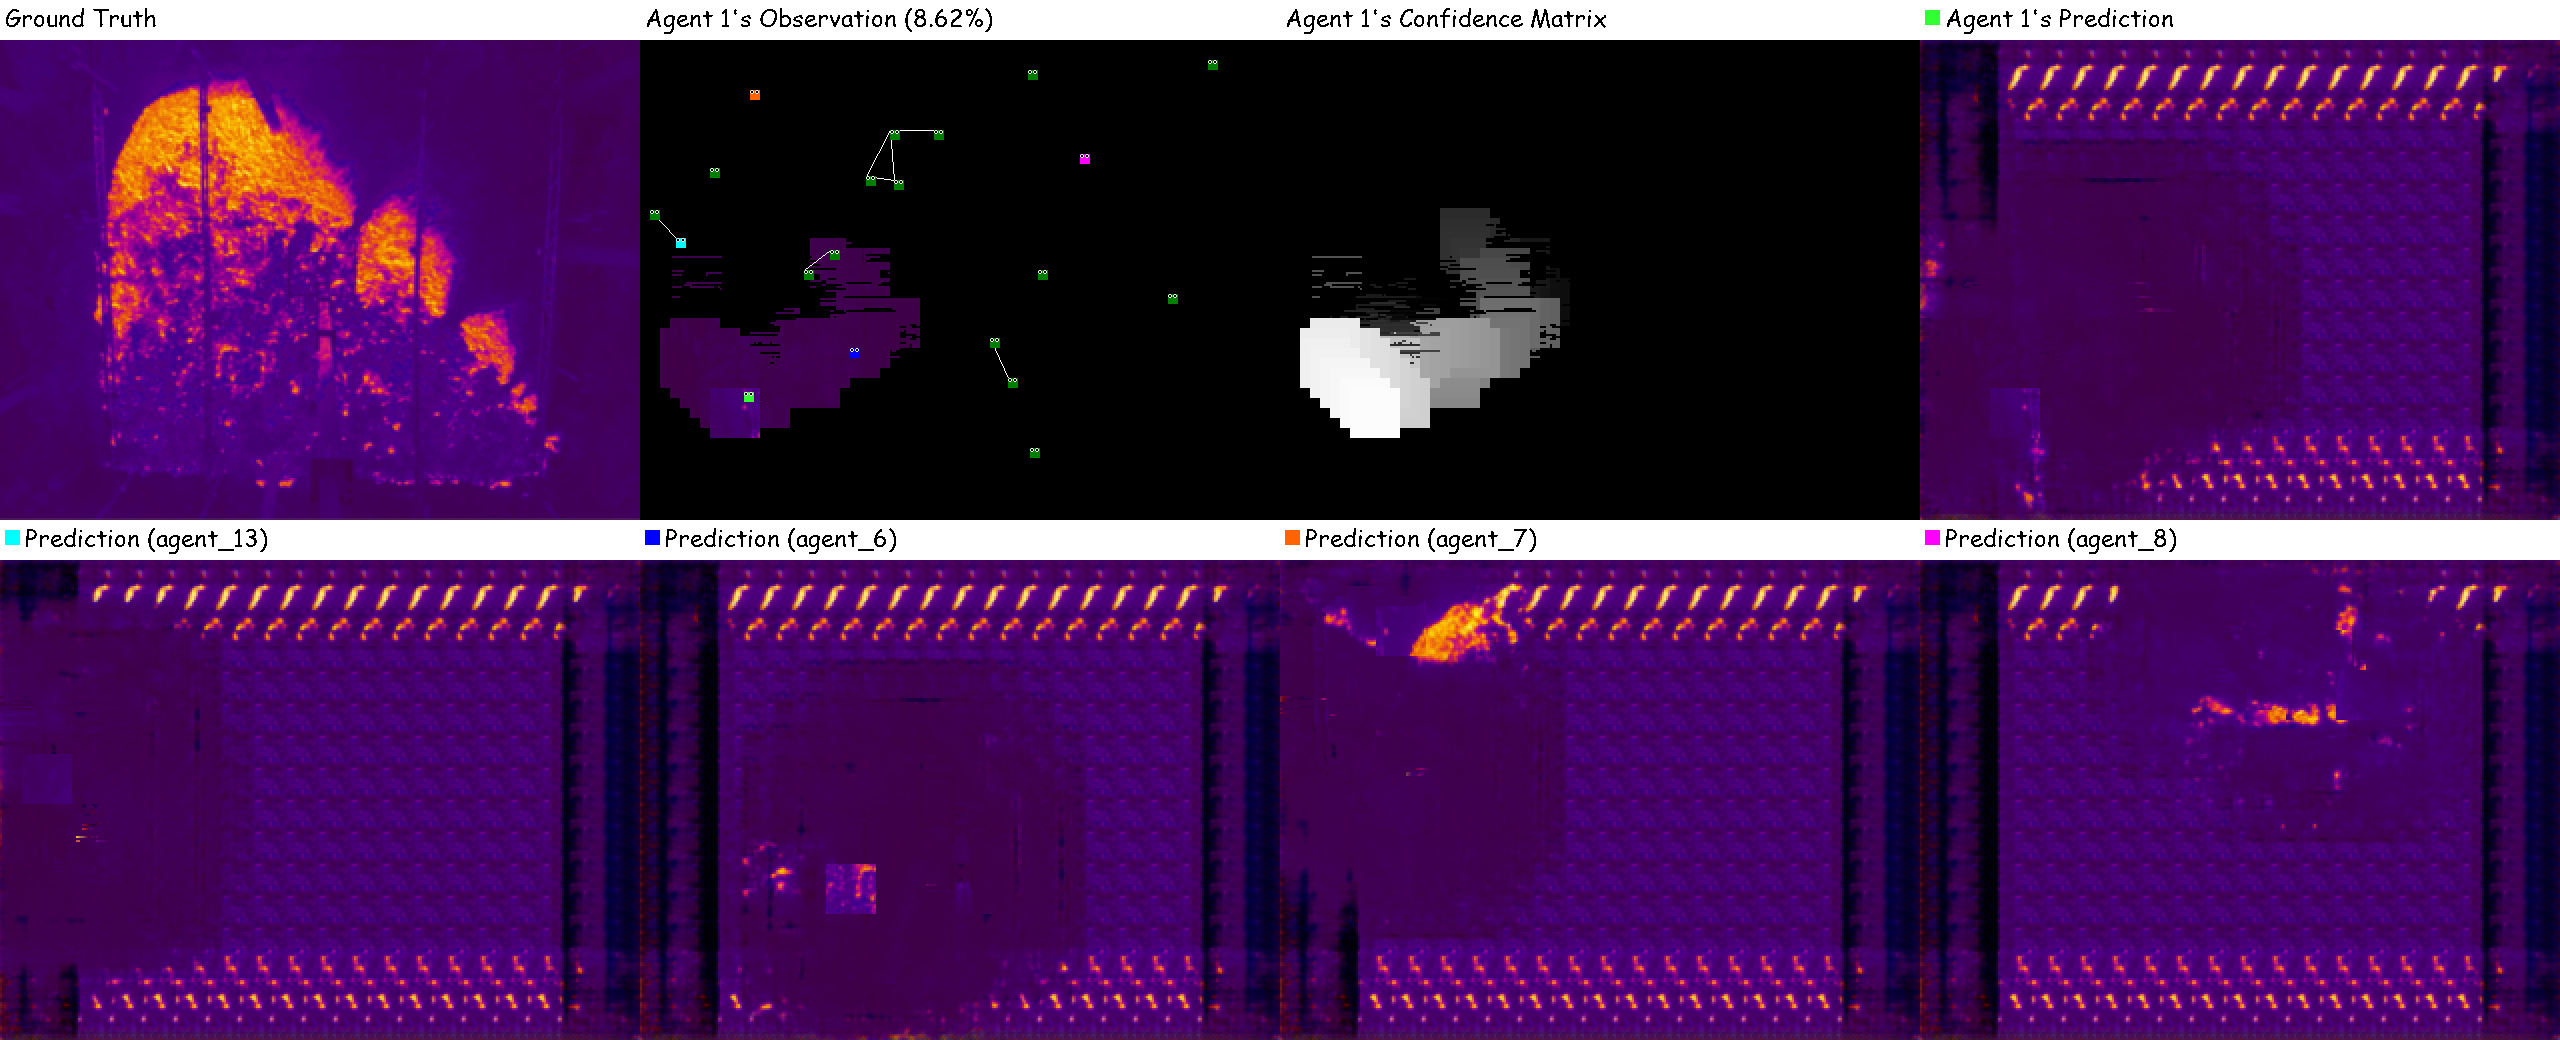 Ground Truth
Agent 1's Observation (8.62%)
Agent 1's Confidence Matrix
Agent 1's Prediction
Prediction (agent_13)
Prediction (agent_6)
Prediction (agent_7)
Prediction (agent_8)